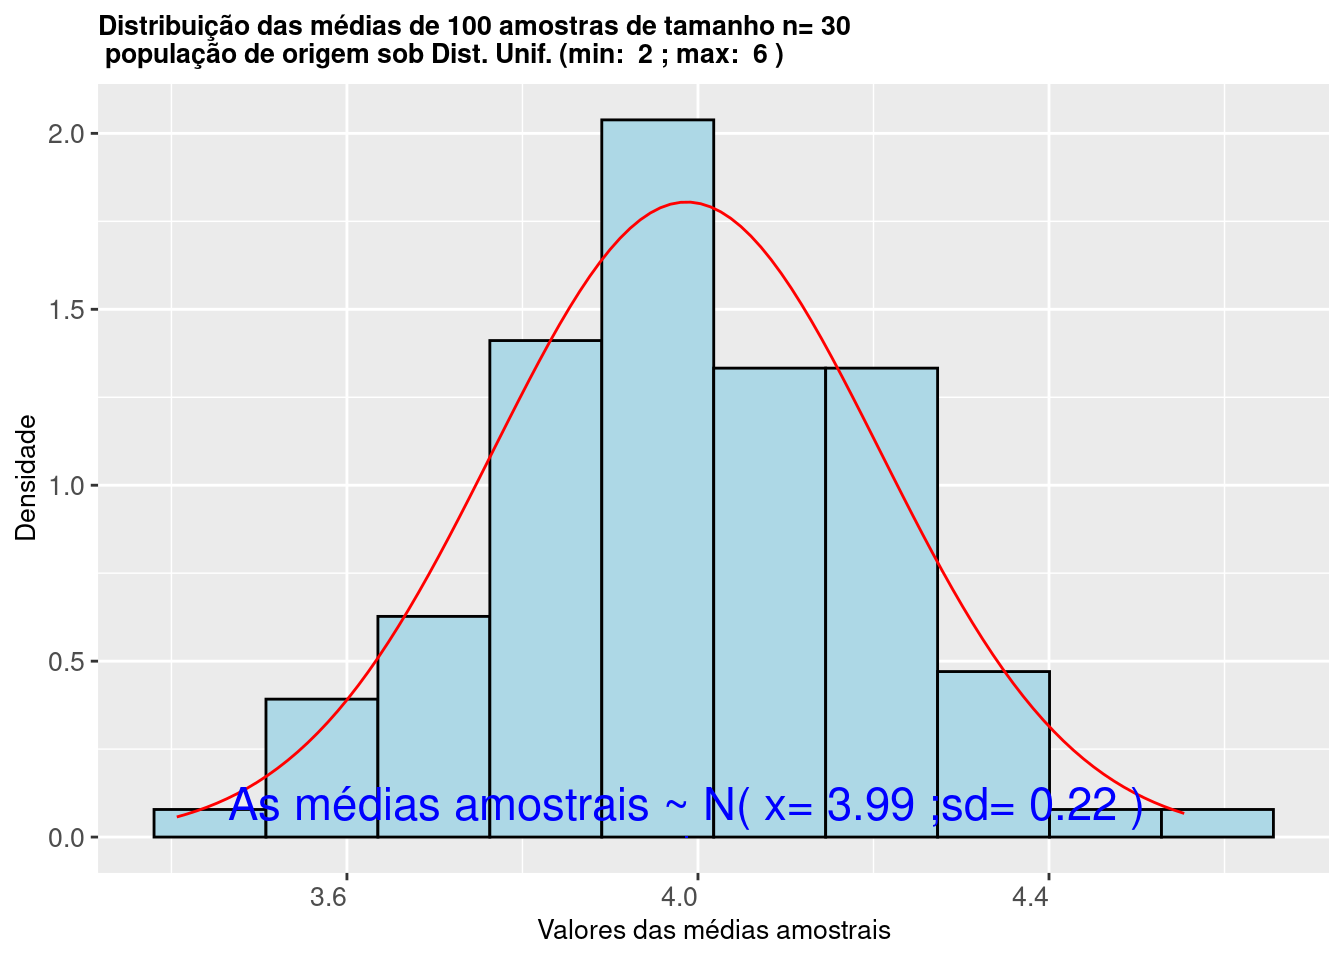 Distribuição das médias de 100 amostras de tamanho n= 30
população de origem sob Dist. Unif. (min:  2 ; max:  6 )
Densidade
2.0
1.5
1.0
0.5
0.0
As médias amostrais ~ N( x= 3.99 ;sd= 0.22 )
3.6
4.0
4.4
Valores das médias amostrais